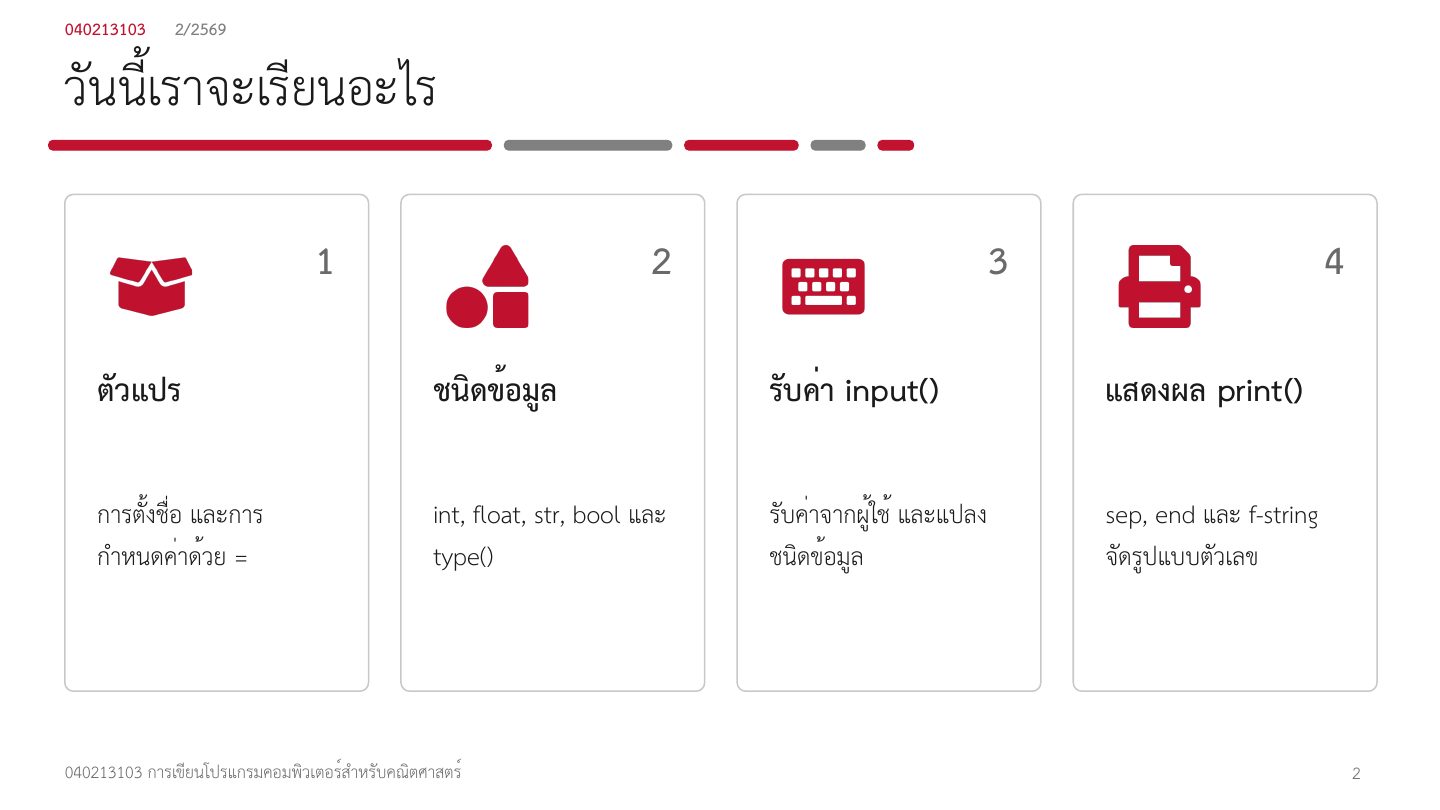 040213103 2/2569
วันนี้เราจะเรียนอะไร
1
ตัวแปร
การตั้งชื่อ และการ
กำหนดค่าด้วย =
2
ชนิดข้อมูล
int, float, str, bool และ
type()
3
รับค่า input()
รับค่าจากผู้ใช้ และแปลง
ชนิดข้อมูล
4
แสดงผล print()
sep, end และ f-string
จัดรูปแบบตัวเลข
040213103 การเขียนโปรแกรมคอมพิวเตอร์สำหรับคณิตศาสตร์
2